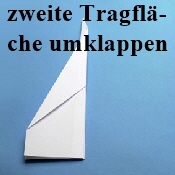 zweite Tragflä-
che umklappen